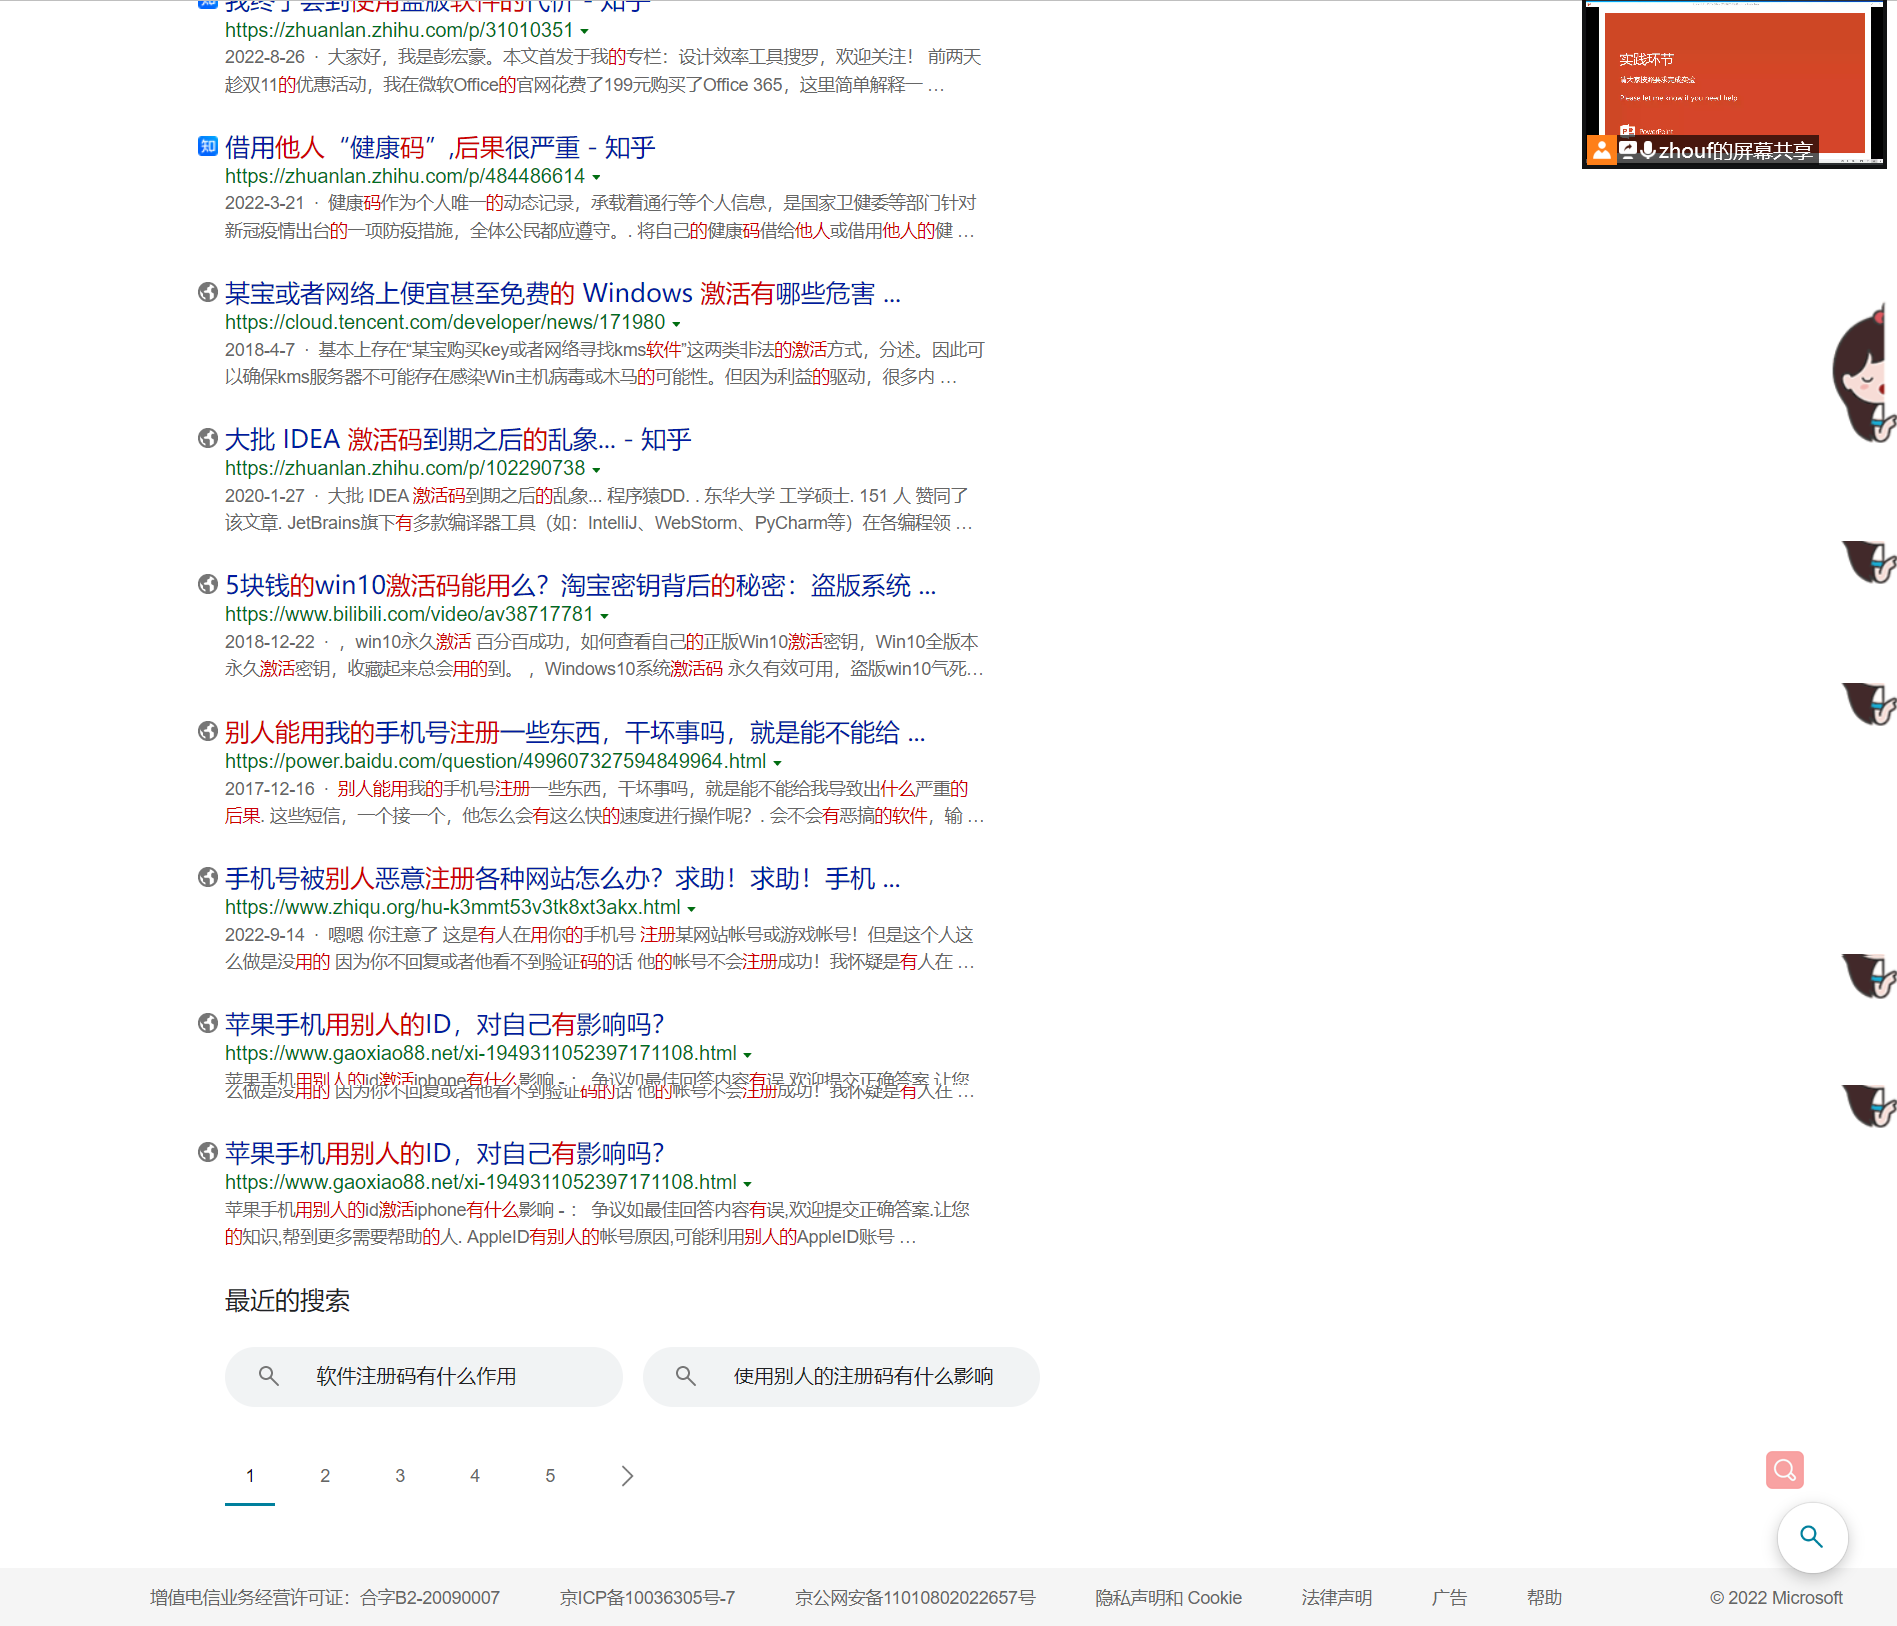 我终于尝到使用盗版软件的代价 - 知乎
https://zhuanlan.zhihu.com/p/31010351
2022-8-26 · 大家好，我是彭宏豪。本文首发于我的专栏：设计效率工具搜罗，欢迎关注！ 前两天
趁双11的优惠活动，我在微软Office的官网花费了199元购买了Office 365，这里简单解释一 …
知 借用他人“健康码”,后果很严重 - 知乎
https://zhuanlan.zhihu.com/p/484486614
2022-3-21 · 健康码作为个人唯一的动态记录，承载着通行等个人信息，是国家卫健委等部门针对
新冠疫情出台的一项防疫措施，全体公民都应遵守。. 将自己的健康码借给他人或借用他人的健 …
某宝或者网络上便宜甚至免费的 Windows 激活有哪些危害 ...
https://cloud.tencent.com/developer/news/171980
2018-4-7 · 基本上存在“某宝购买key或者网络寻找kms软件”这两类非法的激活方式，分述。因此可
以确保kms服务器不可能存在感染Win主机病毒或木马的可能性。但因为利益的驱动，很多内 …
大批 IDEA 激活码到期之后的乱象... - 知乎
https://zhuanlan.zhihu.com/p/102290738
2020-1-27 · 大批 IDEA 激活码到期之后的乱象... 程序猿DD. . 东华大学 工学硕士. 151 人 赞同了
该文章. JetBrains旗下有多款编译器工具（如：IntelliJ、WebStorm、PyCharm等）在各编程领 …
5块钱的win10激活码能用么？淘宝密钥背后的秘密：盗版系统 ...
https://www.bilibili.com/video/av38717781
2018-12-22 · ，win10永久激活 百分百成功，如何查看自己的正版Win10激活密钥，Win10全版本
永久激活密钥，收藏起来总会用的到。 ，Windows10系统激活码 永久有效可用，盗版win10气死…
别人能用我的手机号注册一些东西，干坏事吗，就是能不能给 ...
https://power.baidu.com/question/499607327594849964.html
2017-12-16 · 别人能用我的手机号注册一些东西，干坏事吗，就是能不能给我导致出什么严重的
后果. 这些短信，一个接一个，他怎么会有这么快的速度进行操作呢？. 会不会有恶搞的软件，输 …
手机号被别人恶意注册各种网站怎么办？求助！求助！手机 ...
https://www.zhiqu.org/hu-k3mmt53v3tk8xt3akx.html
2022-9-14 · 嗯嗯 你注意了 这是有人在用你的手机号 注册某网站帐号或游戏帐号！但是这个人这
么做是没用的 因为你不回复或者他看不到验证码的话 他的帐号不会注册成功！我怀疑是有人在 …
苹果手机用别人的ID，对自己有影响吗？
https://www.gaoxiao88.net/xi-1949311052397171108.html
苹果手机用别人的id激活iphone有什么影响 - ： 争议如最佳回答内容有误,欢迎提交正确答案.让您
么做是没用的 因为你不回复或者他看不到验证码的话 他的帐号不会注册成功！我怀疑是有人在 …
苹果手机用别人的ID，对自己有影响吗？
https://www.gaoxiao88.net/xi-1949311052397171108.html
苹果手机用别人的id激活iphone有什么影响 - ： 争议如最佳回答内容有误,欢迎提交正确答案.让您
的知识,帮到更多需要帮助的人. AppleID有别人的帐号原因,可能利用别人的AppleID账号 …
最近的搜索
软件注册码有什么作用
使用别人的注册码有什么影响
1 2 3 4 5
增值电信业务经营许可证：合字B2-20090007 京ICP备10036305号-7 京公网安备11010802022657号 隐私声明和 Cookie 法律声明 广告 帮助 © 2022 Microsoft
实践环节
请大家按照要求完成实验
Please let me know if you need help
PowerPoint
zhouf的屏幕共享